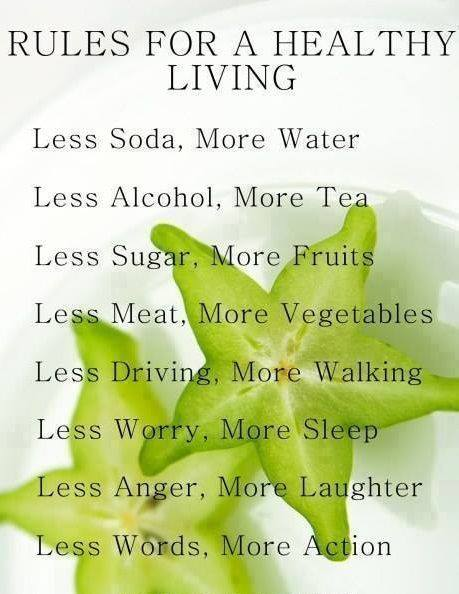 RULES FOR A HEALTHY
LIVING
Less Soda, More Water
Less Alcohol, More Tea
Less Sugar, More Fruits
Less Meat, More Vegetables
Less Driving, More Walking
Less Worry, More Sleep
Less Anger, More Laughter
Less Words, More Action